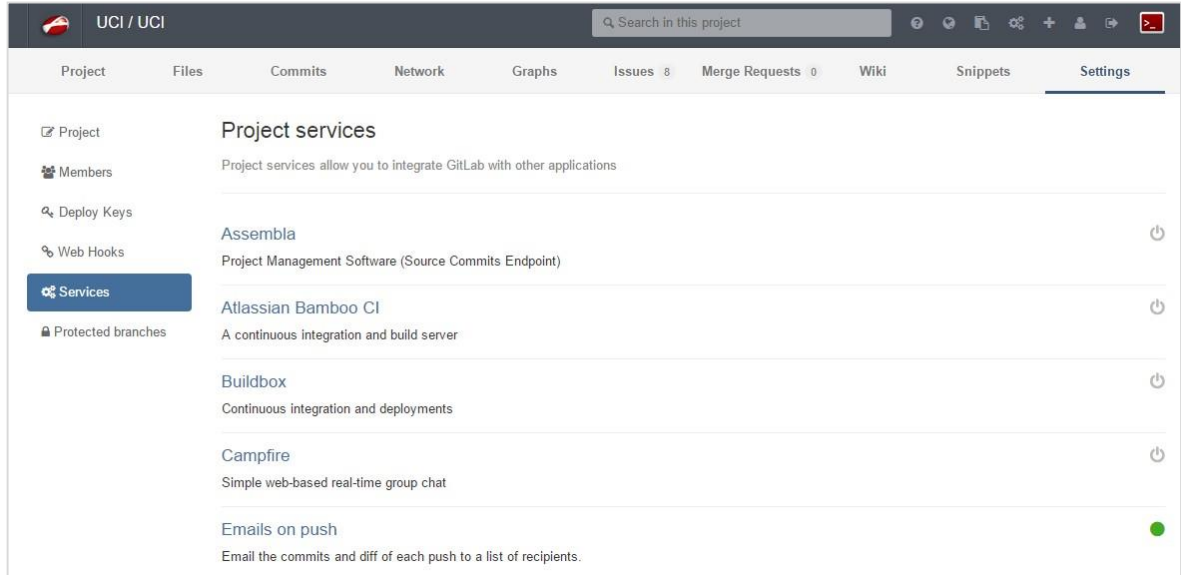 UCI / UCI
Search in this project
Project Files Commits Network Graphs Issues 8 Merge Requests 0 Wiki Snippets Settings
Project
Members
Deploy Keys
Web Hooks
Services
Protected branches
Project services
Project services allow you to integrate GitLab with other applications
Assembla
Project Management Software (Source Commits Endpoint)
Atlassian Bamboo CI
A continuous integration and build server
Buildbox
Continuous integration and deployments
Campfire
Simple web-based real-time group chat
Emails on push
Email the commits and diff of each push to a list of recipients.